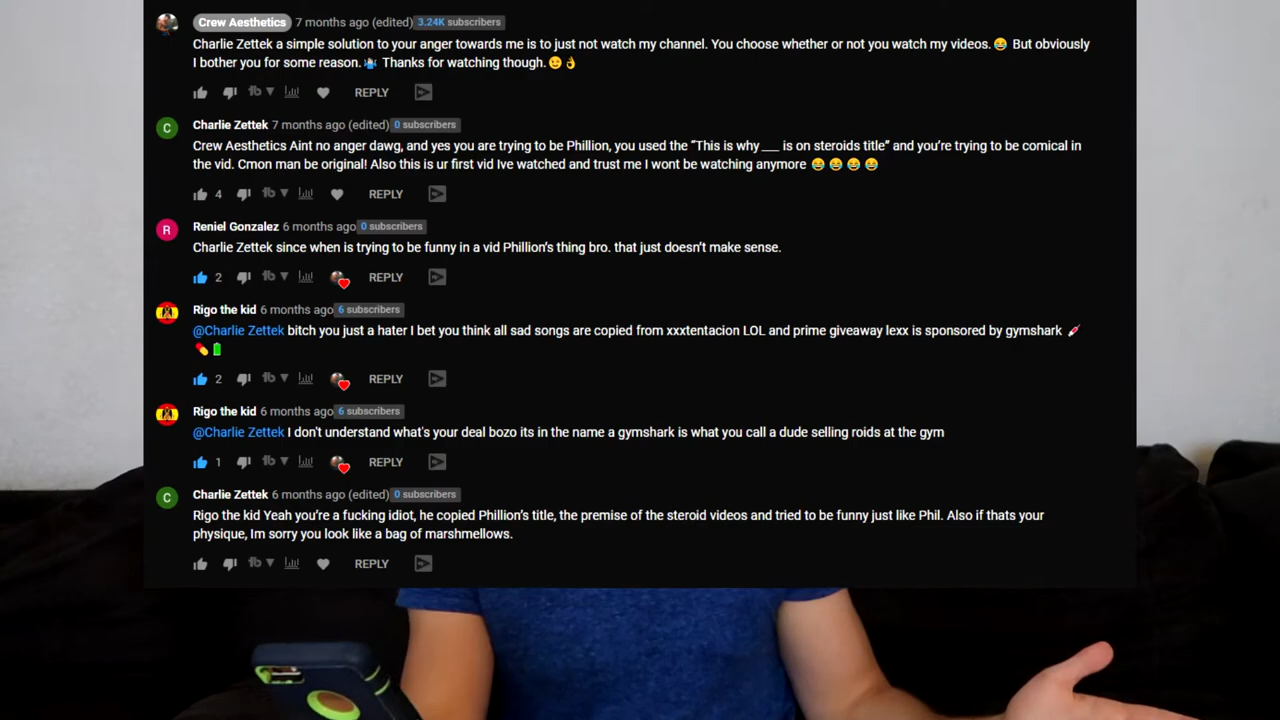 Crew Aesthetics 7 months ago (edited) 3.24K subscribers
Charlie Zettek a simple solution to your anger towards me is to just not watch my channel. You choose whether or not you watch my videos. 😂 But obviously
I bother you for some reason. 🤷 Thanks for watching though. 😉👌
REPLY
C Charlie Zettek 7 months ago (edited) 0 subscribers
Crew Aesthetics Aint no anger dawg, and yes you are trying to be Phillion, you used the "This is why ___ is on steroids title" and you're trying to be comical in
the vid. Cmon man be original! Also this is ur first vid Ive watched and trust me I wont be watching anymore 😂 😂 😂 😂
4 REPLY
R Reniel Gonzalez 6 months ago 0 subscribers
Charlie Zettek since when is trying to be funny in a vid Phillion's thing bro. that just doesn't make sense.
2 REPLY
Rigo the kid 6 months ago 6 subscribers
@Charlie Zettek bitch you just a hater I bet you think all sad songs are copied from xxxtentacion LOL and prime giveaway lexx is sponsored by gymshark 💉
💊🔋
2 REPLY
Rigo the kid 6 months ago 6 subscribers
@Charlie Zettek I don't understand what's your deal bozo its in the name a gymshark is what you call a dude selling roids at the gym
1 REPLY
C Charlie Zettek 6 months ago (edited) 0 subscribers
Rigo the kid Yeah you're a fucking idiot, he copied Phillion's title, the premise of the steroid videos and tried to be funny just like Phil. Also if thats your
physique, Im sorry you look like a bag of marshmellows.
REPLY